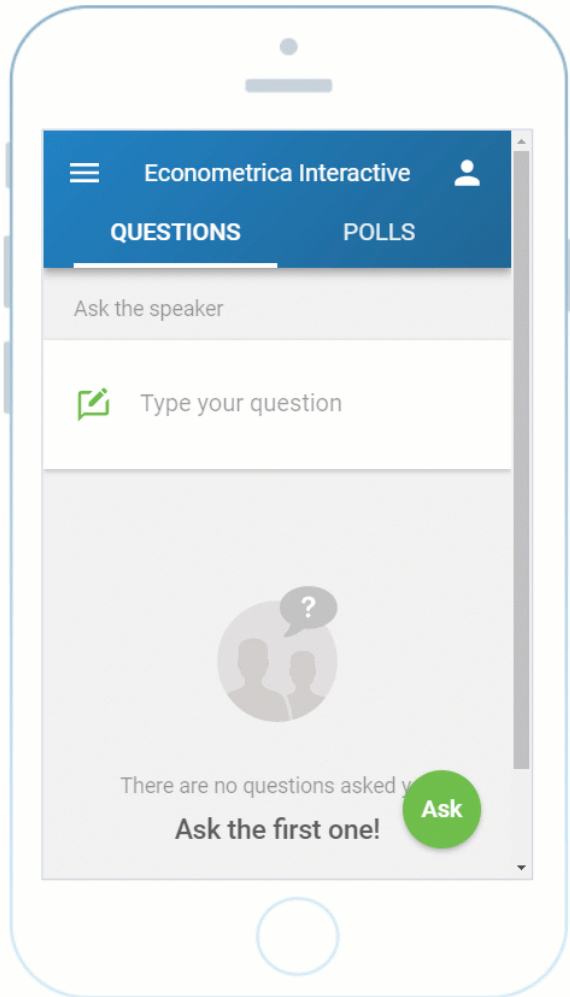 Econometrica Interactive
QUESTIONS POLLS
Ask the speaker
Type your question
?
There are no questions asked
Ask
Ask the first one!